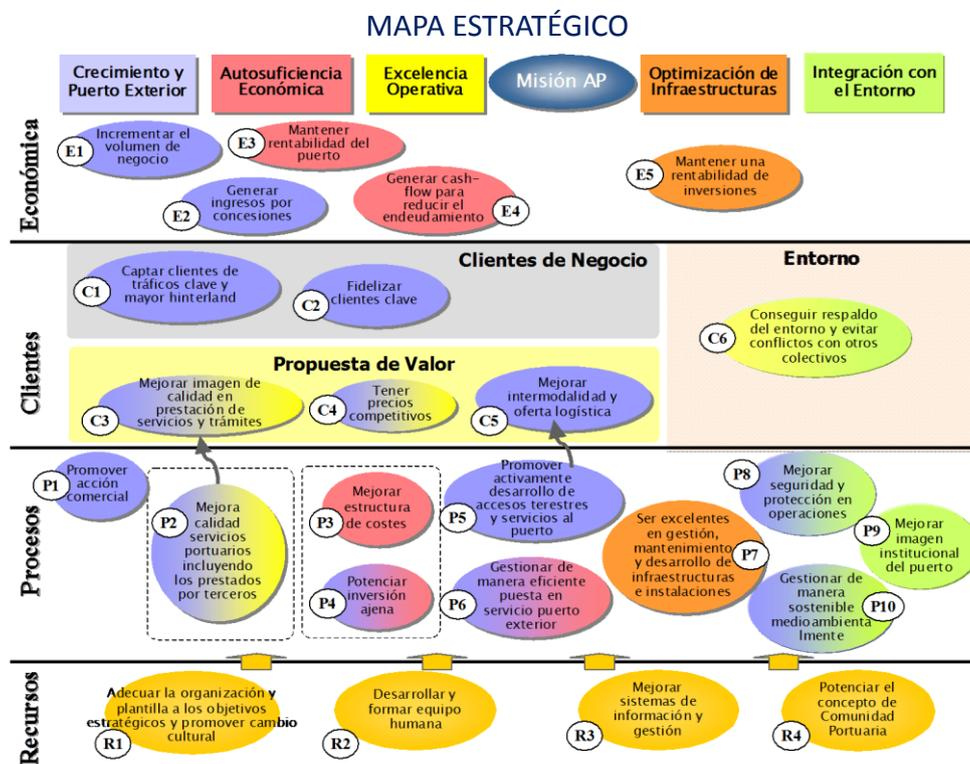 MAPA ESTRATÉGICO
Crecimiento y
Puerto Exterior
Autosuficiencia
Económica
Excelencia
Operativa
Misión AP
Optimización de
Infraestructuras
Integración con
el Entorno
Económica
E1
Incrementar el
volumen de
negocio
E2
Generar
ingresos por
concesiones
E3
Mantener
rentabilidad del
puerto
Generar cash-
flow para
reducir el
endeudamiento
E4
E5
Mantener una
rentabilidad de
inversiones
Clientes
Clientes de Negocio
C1
Captar clientes de
tráficos clave y
mayor hinterland
C2
Fidelizar
clientes clave
Entorno
C6
Conseguir respaldo
del entorno y evitar
conflictos con otros
colectivos
Propuesta de Valor
C3
Mejorar imagen de
calidad en
prestación de
servicios y trámites
C4
Tener
precios
competitivos
C5
Mejorar
intermodalidad y
oferta logística
Procesos
P1
Promover
acción
comercial
P2
Mejora
calidad
servicios
portuarios
incluyendo
los prestados
por terceros
P3
Mejorar
estructura
de costes
P4
Potenciar
inversión
ajena
P5
Promover
activamente
desarrollo de
accesos terrestres
y servicios al
puerto
P6
Gestionar de
manera eficiente
puesta en
servicio puerto
exterior
Ser excelentes
en gestión,
mantenimiento
y desarrollo de
infraestructuras
e instalaciones
P7
P8
Mejorar
seguridad y
protección en
operaciones
P9
Mejorar
imagen
institucional
del puerto
Gestionar de
manera
sostenible
medioambienta
lmente
P10
Recursos
R1
Adecuar la organización y
plantilla a los objetivos
estratégicos y promover cambio
cultural
R2
Desarrollar y
formar equipo
humana
R3
Mejorar
sistemas de
información y
gestión
R4
Potenciar el
concepto de
Comunidad
Portuaria